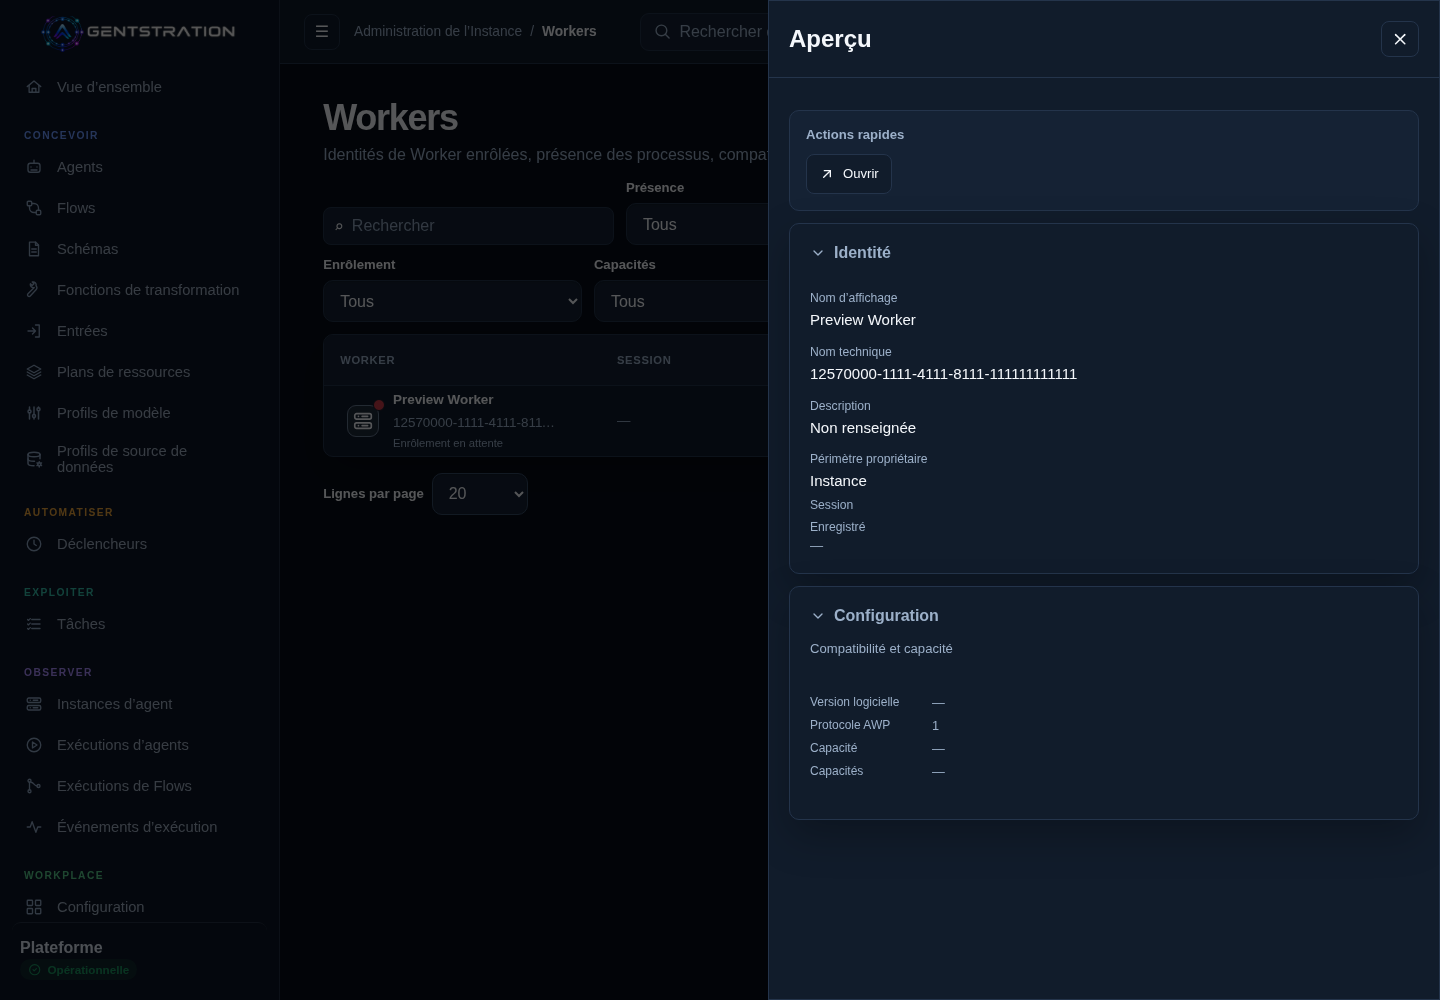 GENTSTRATION
Vue d’ensemble
CONCEVOIR
Agents
Flows
Schémas
Fonctions de transformation
Entrées
Plans de ressources
Profils de modèle
Profils de source de
données
AUTOMATISER
Déclencheurs
EXPLOITER
Tâches
OBSERVER
Instances d’agent
Exécutions d’agents
Exécutions de Flows
Événements d’exécution
WORKPLACE
Configuration
Plateforme
Opérationnelle
Administration de l’Instance / Workers
Rechercher
Workers
Identités de Worker enrôlées, présence des processus,
Présence
Rechercher
Tous
Enrôlement
Capacités
Tous
Tous
WORKER
SESSION
Preview Worker
12570000-1111-4111-811…
—
Enrôlement en attente
Lignes par page
20
Aperçu
Actions rapides
Ouvrir
Identité
Nom d’affichage
Preview Worker
Nom technique
12570000-1111-4111-8111-111111111111
Description
Non renseignée
Périmètre propriétaire
Instance
Session
Enregistré
—
Configuration
Compatibilité et capacité
Version logicielle —
Protocole AWP 1
Capacité —
Capacités —